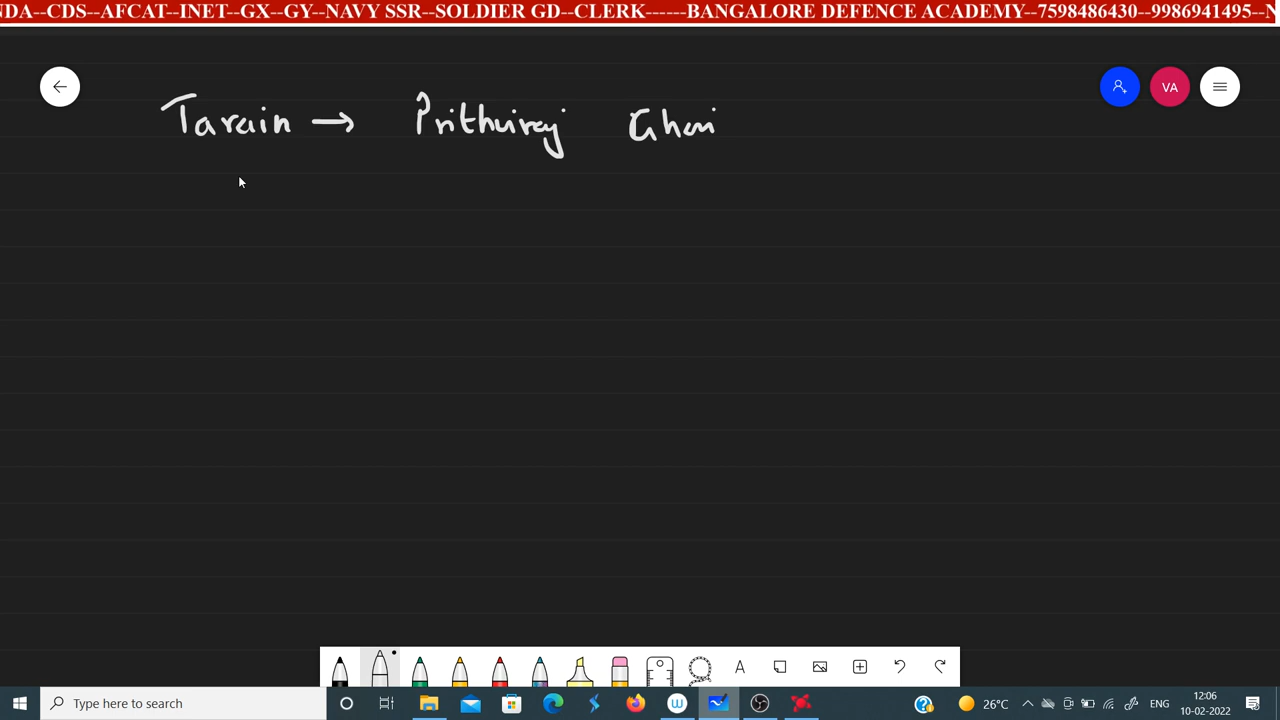 NDA--CDS--AFCAT--INET--GX--GY--NAVY SSR--SOLDIER GD--CLERK------BANGALORE DEFENCE ACADEMY--7598486430--9986941495--N
VA
Tarain → Prithviraj Ghori
A
Type here to search
26°C
ENG
12:06
10-02-2022